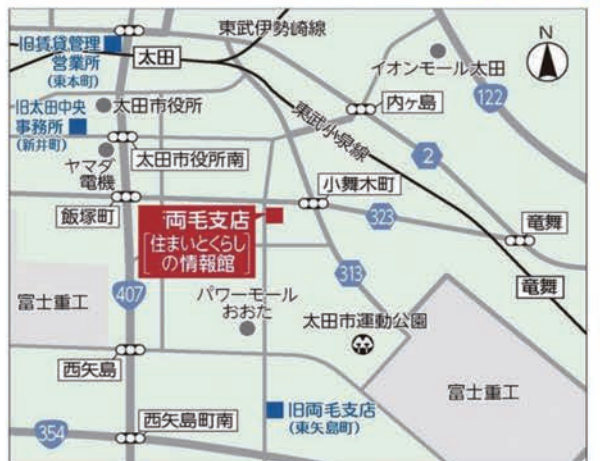 東武伊勢崎線
N
旧賃貸管理
営業所
(東本町)
太田
イオンモール太田
122
旧太田中央
事務所
(新井町)
太田市役所
内ヶ島
東武小泉線
太田市役所南
2
ヤマダ
電機
小舞木町
飯塚町
両毛支店
[住まいとくらし
の情報館]
323
竜舞
313
竜舞
407
富士重工
パワーモール
おおた
太田市運動公園
西矢島
富士重工
旧両毛支店
(東矢島町)
西矢島町南
354